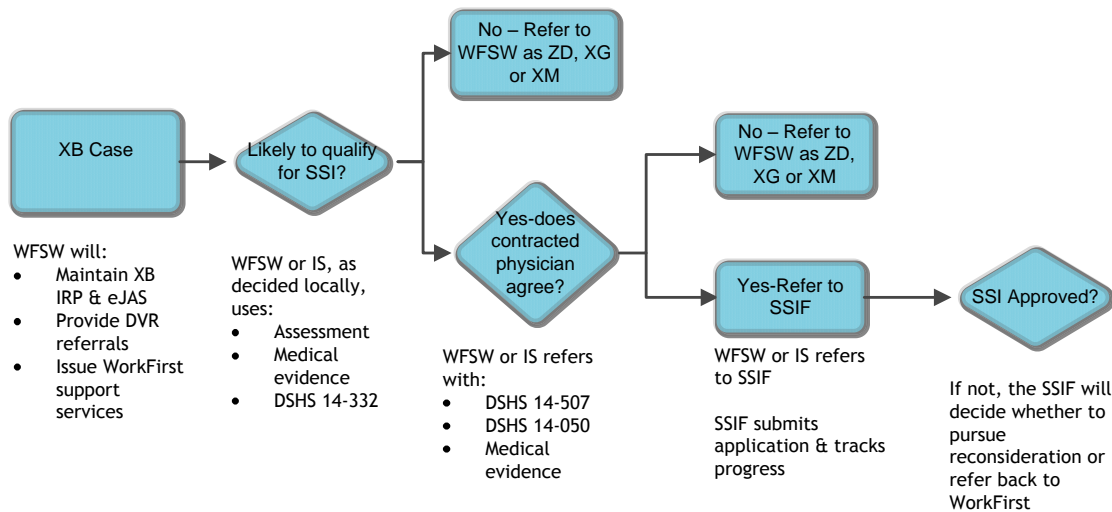 No – Refer to
WFSW as ZD, XG
or XM
XB Case
Likely to qualify
for SSI?
No – Refer to
WFSW as ZD,
XG or XM
Yes-does
contracted
physician
agree?
Yes-Refer to
SSIF
SSI Approved?
WFSW will:
• Maintain XB
IRP & eJAS
• Provide DVR
referrals
• Issue WorkFirst
support
services
WFSW or IS, as
decided locally,
uses:
• Assessment
• Medical
evidence
• DSHS 14-332
WFSW or IS refers
with:
• DSHS 14-507
• DSHS 14-050
• Medical
evidence
WFSW or IS refers
to SSIF
SSIF submits
application & tracks
progress
If not, the SSIF will
decide whether to
pursue
reconsideration or
refer back to
WorkFirst